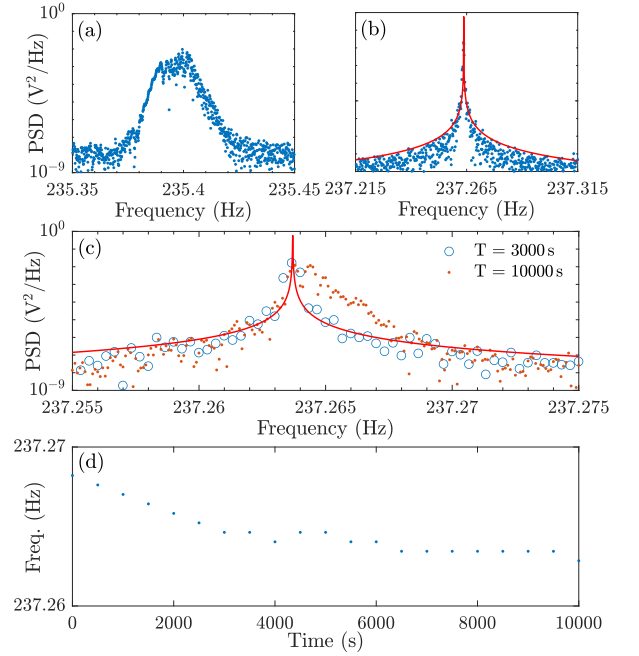 (a)
10^0
PSD (V^2/Hz)
10^-9
235.35 235.4 235.45
Frequency (Hz)
(b)
237.215 237.265 237.315
Frequency (Hz)
(c)
10^0
PSD (V^2/Hz)
10^-9
T = 3000 s
T = 10000 s
237.255 237.26 237.265 237.27 237.275
Frequency (Hz)
(d)
237.27
Freq. (Hz)
237.26
0 2000 4000 6000 8000 10000
Time (s)